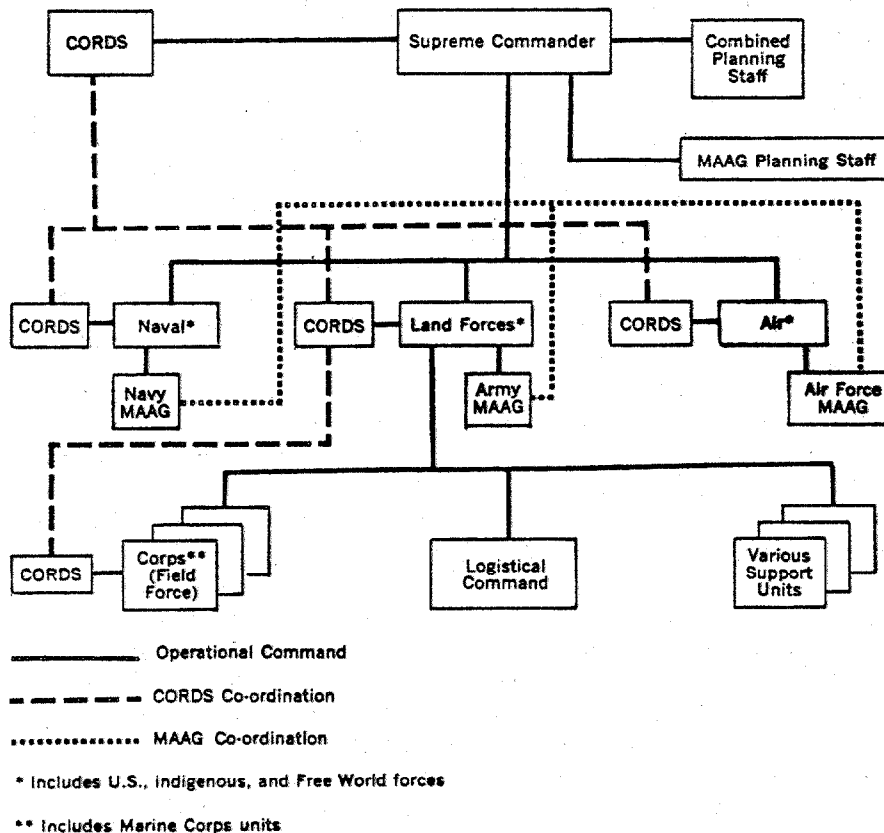 CORDS
Supreme Commander
Combined
Planning
Staff
MAAG Planning Staff
CORDS
Naval*
CORDS
Land Forces*
CORDS
Air*
Navy
MAAG
Army
MAAG
Air Force
MAAG
CORDS
Corps**
(Field
Force)
Logistical
Command
Various
Support
Units
Operational Command
CORDS Co-ordination
MAAG Co-ordination
* Includes U.S., indigenous, and Free World forces
** Includes Marine Corps units